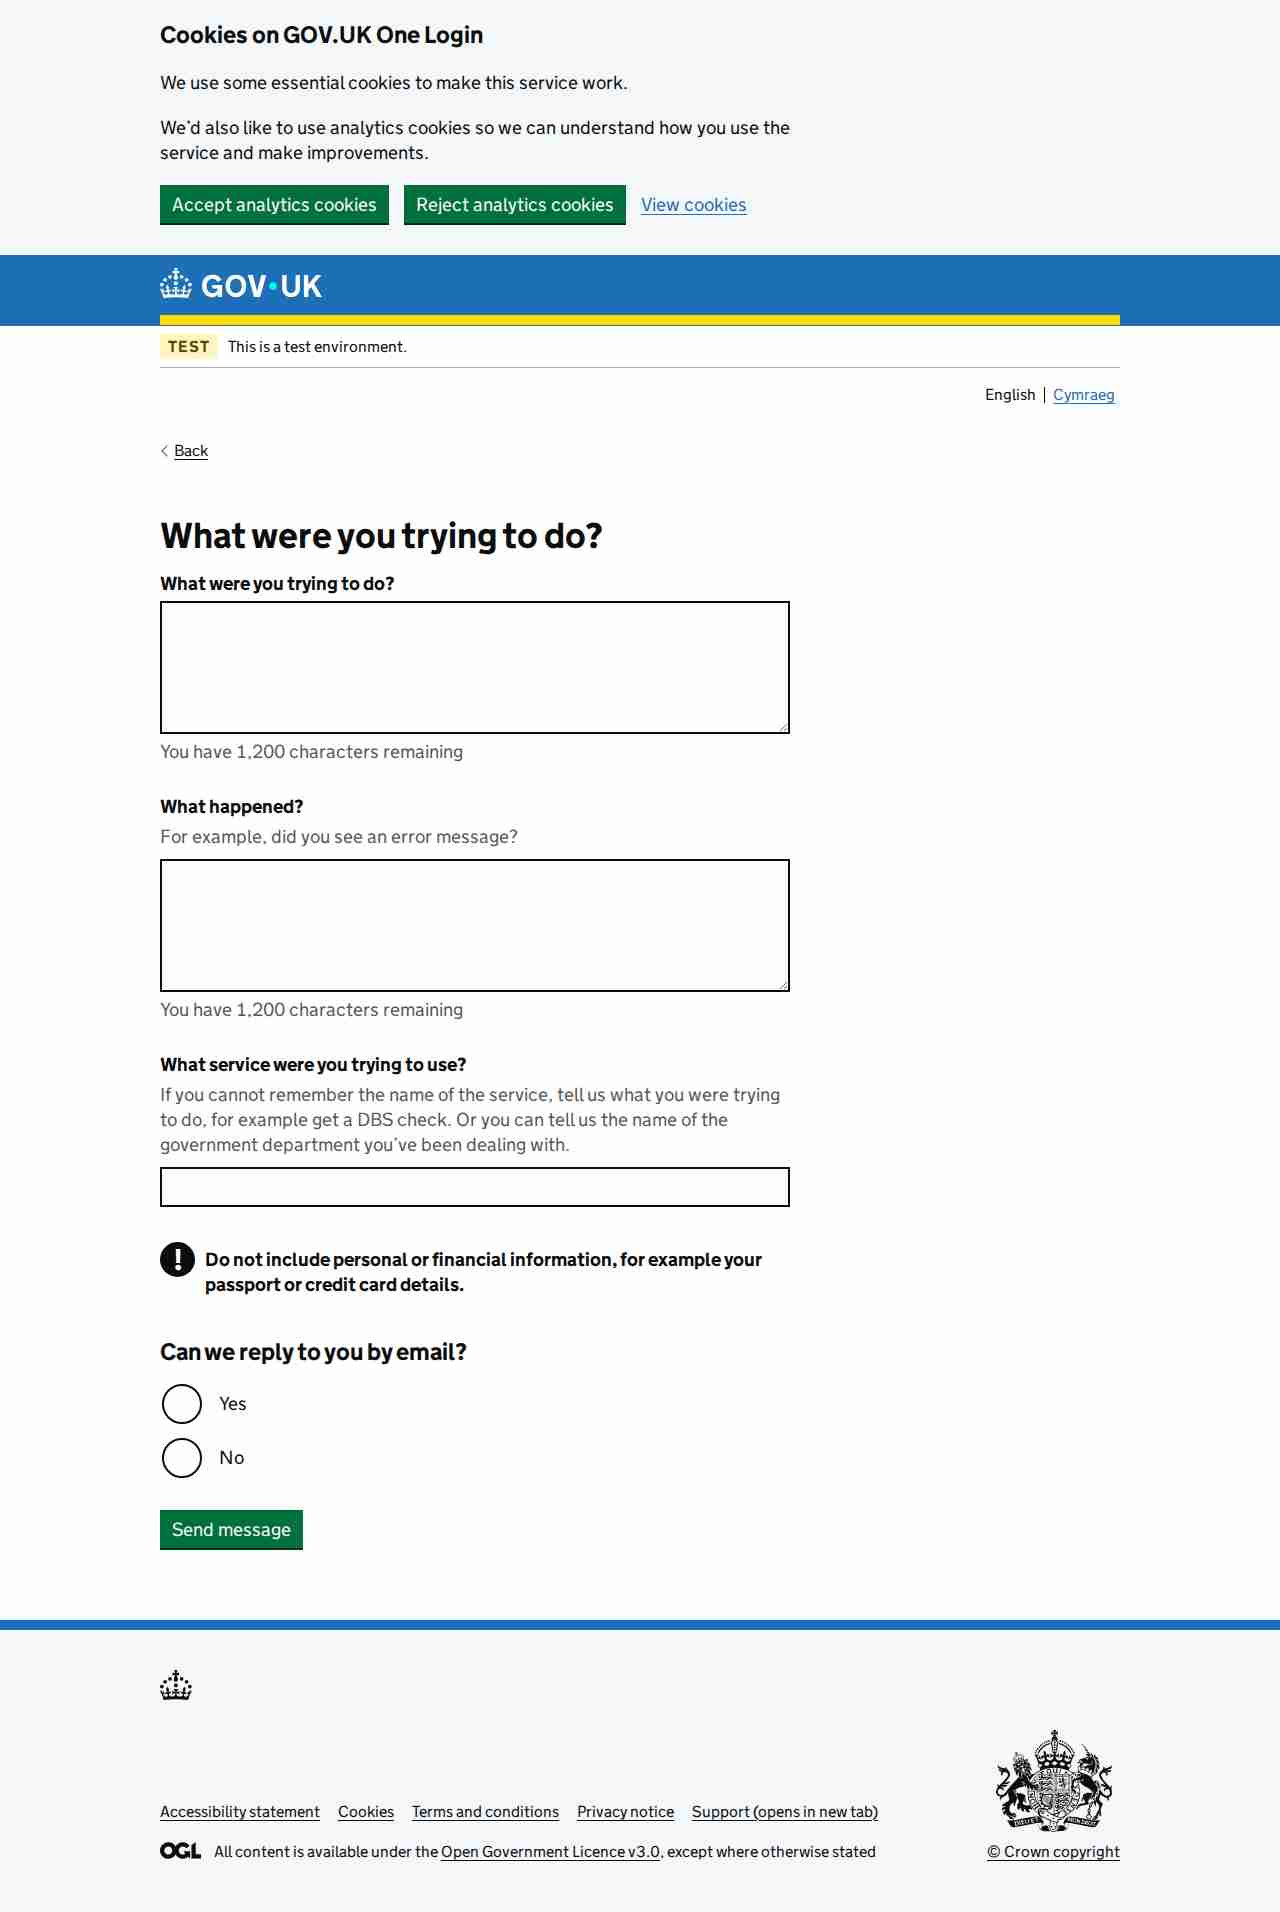 Cookies on GOV.UK One Login
We use some essential cookies to make this service work.
We'd also like to use analytics cookies so we can understand how you use the
service and make improvements.
Accept analytics cookies Reject analytics cookies View cookies
GOV·UK
TEST This is a test environment.
English Cymraeg
Back
What were you trying to do?
What were you trying to do?
You have 1,200 characters remaining
What happened?
For example, did you see an error message?
You have 1,200 characters remaining
What service were you trying to use?
If you cannot remember the name of the service, tell us what you were trying
to do, for example get a DBS check. Or you can tell us the name of the
government department you've been dealing with.
! Do not include personal or financial information, for example your
passport or credit card details.
Can we reply to you by email?
Yes
No
Send message
Accessibility statement Cookies Terms and conditions Privacy notice Support (opens in new tab)
OGL All content is available under the Open Government Licence v3.0, except where otherwise stated
© Crown copyright